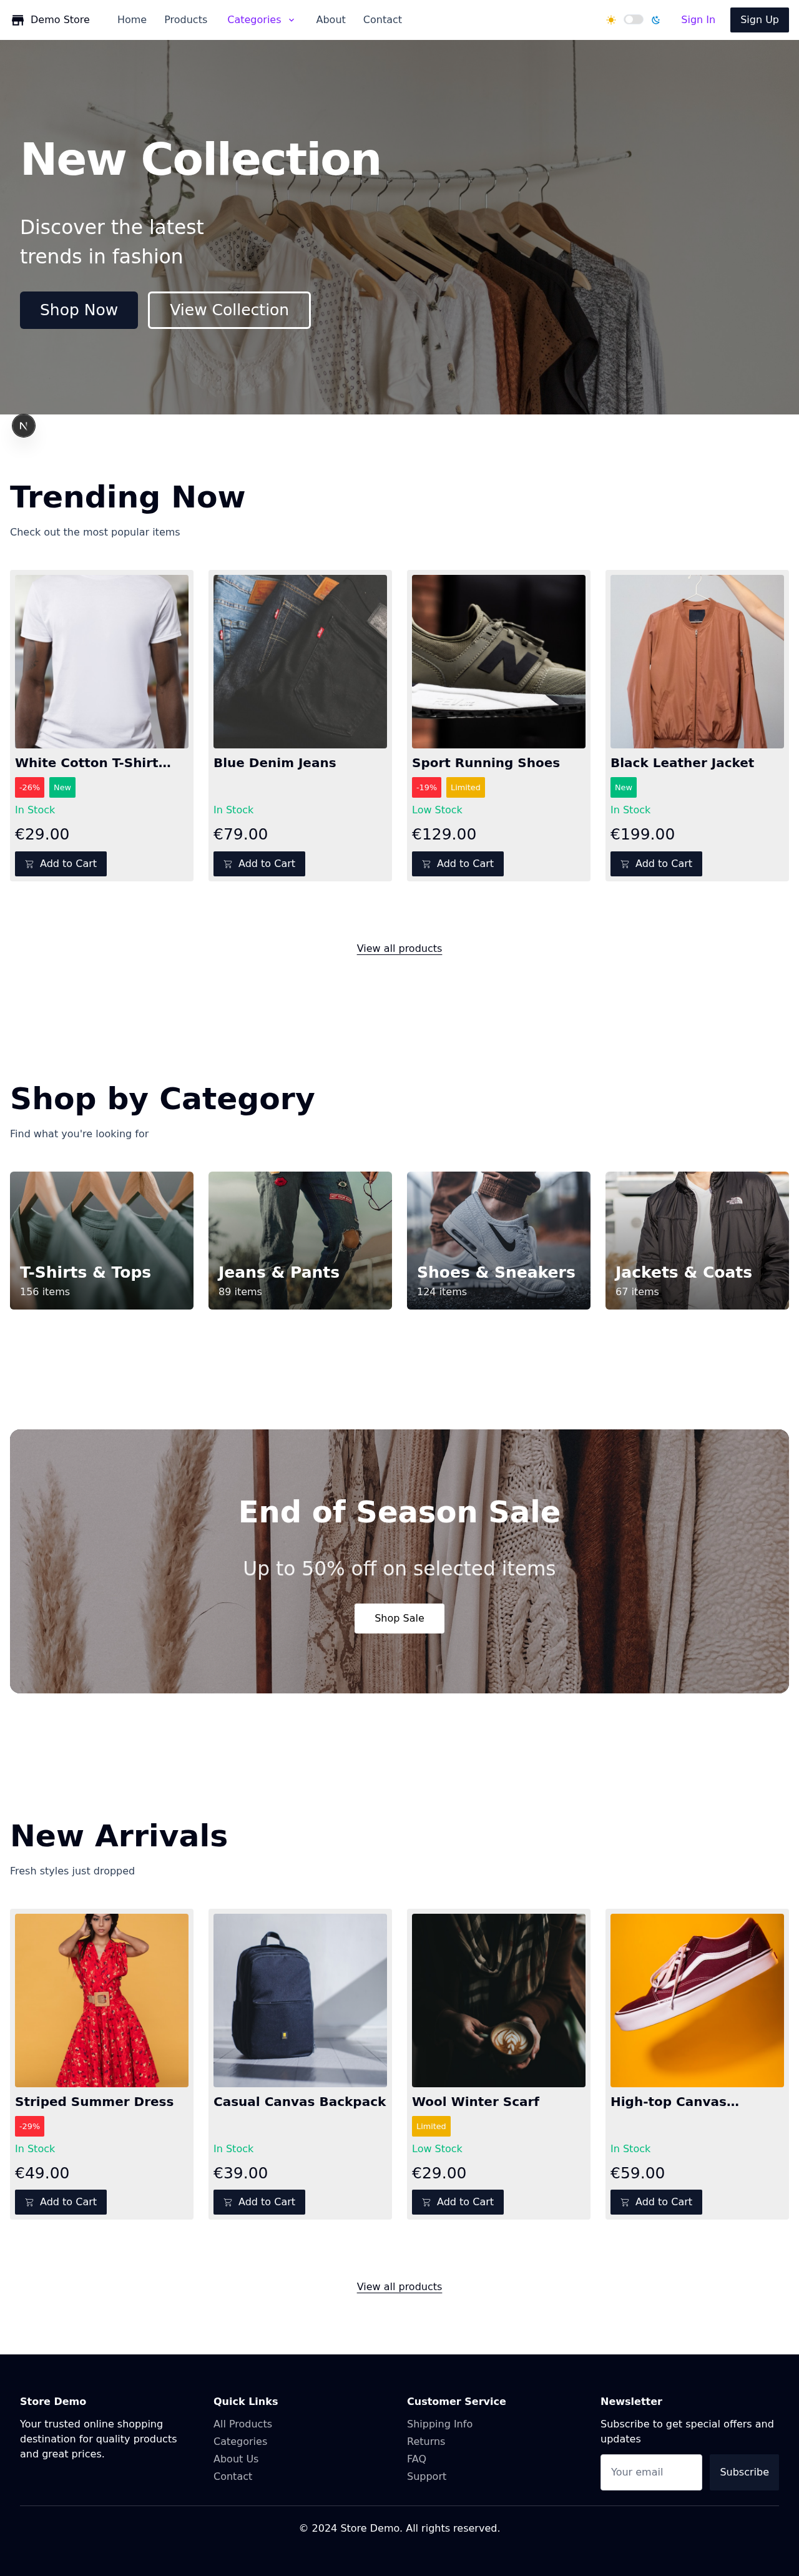 Demo Store
Home
Products
Categories
About
Contact
Sign In
Sign Up
New Collection
Discover the latest
trends in fashion
Shop Now
View Collection
N
Trending Now
Check out the most popular items
N
White Cotton T-Shirt…
Blue Denim Jeans
Sport Running Shoes
Black Leather Jacket
-26%
New
-19%
Limited
New
In Stock
In Stock
Low Stock
In Stock
€29.00
€79.00
€129.00
€199.00
Add to Cart
Add to Cart
Add to Cart
Add to Cart
View all products
Shop by Category
Find what you're looking for
T-Shirts & Tops
156 items
Jeans & Pants
89 items
Shoes & Sneakers
124 items
Jackets & Coats
67 items
End of Season Sale
Up to 50% off on selected items
Shop Sale
New Arrivals
Fresh styles just dropped
Striped Summer Dress
Casual Canvas Backpack
Wool Winter Scarf
High-top Canvas…
-29%
Limited
In Stock
In Stock
Low Stock
In Stock
€49.00
€39.00
€29.00
€59.00
Add to Cart
Add to Cart
Add to Cart
Add to Cart
View all products
Store Demo
Your trusted online shopping
destination for quality products
and great prices.
Quick Links
All Products
Categories
About Us
Contact
Customer Service
Shipping Info
Returns
FAQ
Support
Newsletter
Subscribe to get special offers and
updates
Your email
Subscribe
© 2024 Store Demo. All rights reserved.